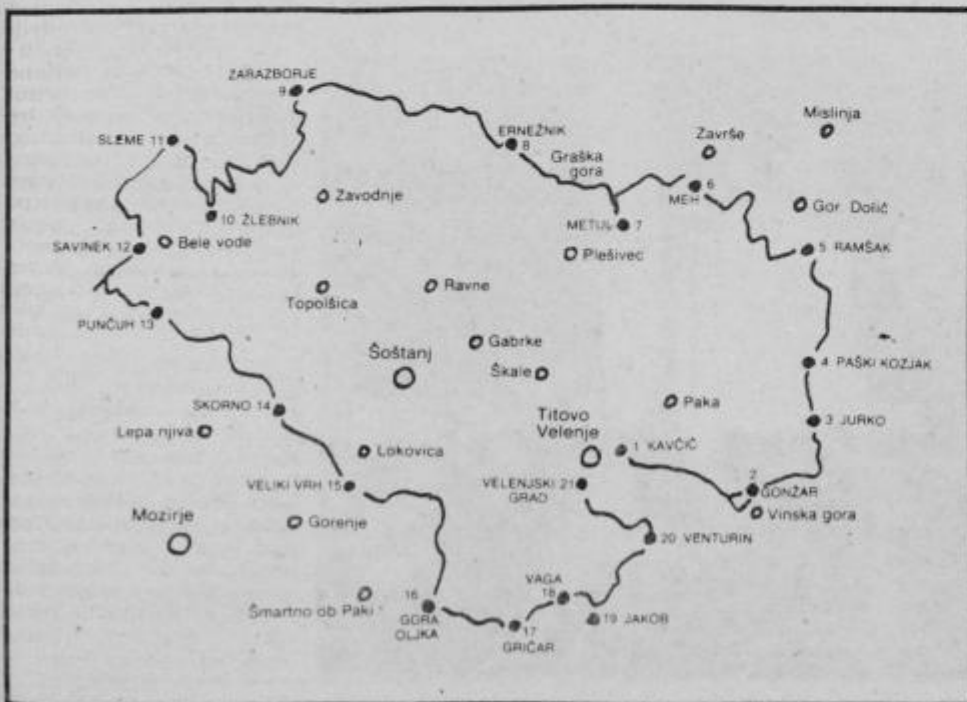 ZARAZBORJE
9
Mislinja
SLEME 11
ERNEŽNIK
8
Završe
Graška
gora
6
MEH
Zavodnje
Gor. Dolič
10 ŽLEBNIK
METUL 7
SAVINEK 12
Bele vode
Plešivec
5 RAMŠAK
Topolšica
Ravne
PUNČUH 13
Gabrke
Šoštanj
Škale
4 PAŠKI KOZJAK
SKORNO 14
Paka
3 JURKO
Lepa njiva
Titovo
Velenje
Lokovica
1 KAVČIČ
VELIKI VRH 15
VELENJSKI
GRAD 21
2
GONŽAR
Vinska gora
Mozirje
Gorenje
20 VENTURIN
Šmartno ob Paki
16
GORA
OLJKA
VAGA
18
19 JAKOB
17
GRIČAR